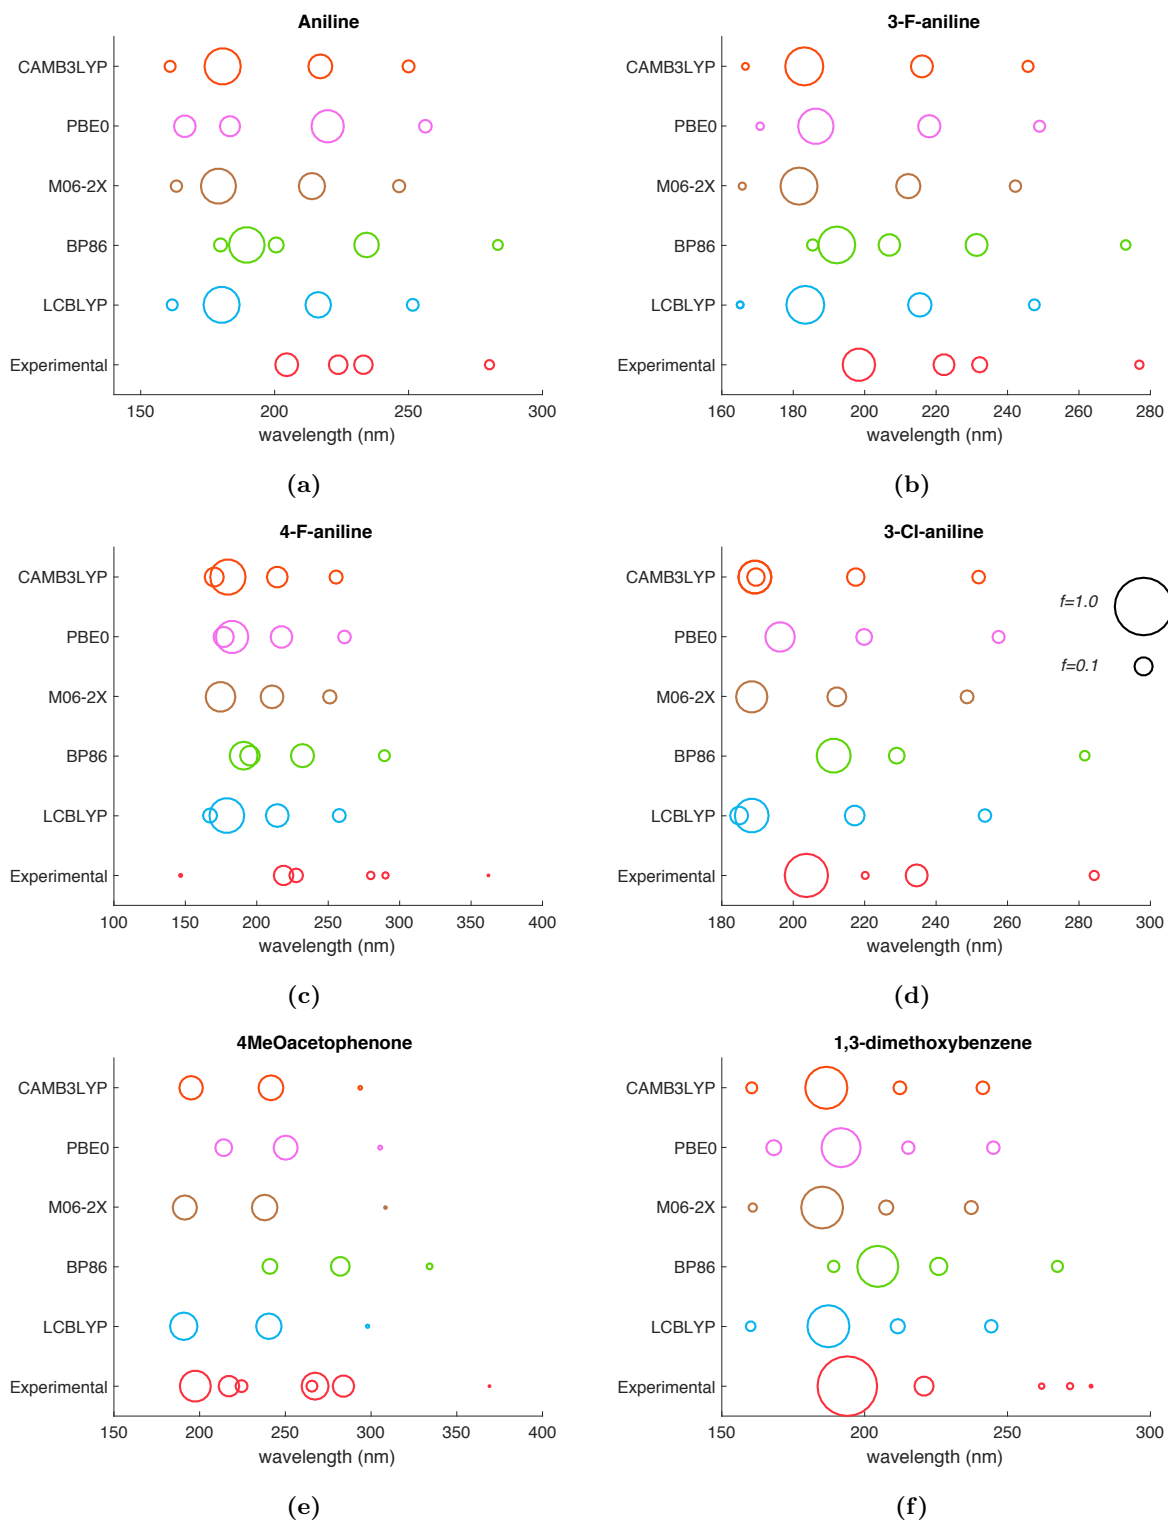 Aniline
CAMB3LYP
PBE0
M06-2X
BP86
LCBLYP
Experimental
150 200 250 300
wavelength (nm)
(a)
3-F-aniline
CAMB3LYP
PBE0
M06-2X
BP86
LCBLYP
Experimental
160 180 200 220 240 260 280
wavelength (nm)
(b)
4-F-aniline
CAMB3LYP
PBE0
M06-2X
BP86
LCBLYP
Experimental
100 150 200 250 300 350 400
wavelength (nm)
(c)
3-Cl-aniline
CAMB3LYP
PBE0
M06-2X
BP86
LCBLYP
Experimental
f=1.0
f=0.1
180 200 220 240 260 280 300
wavelength (nm)
(d)
4MeOacetophenone
CAMB3LYP
PBE0
M06-2X
BP86
LCBLYP
Experimental
150 200 250 300 350 400
wavelength (nm)
(e)
1,3-dimethoxybenzene
CAMB3LYP
PBE0
M06-2X
BP86
LCBLYP
Experimental
150 200 250 300
wavelength (nm)
(f)